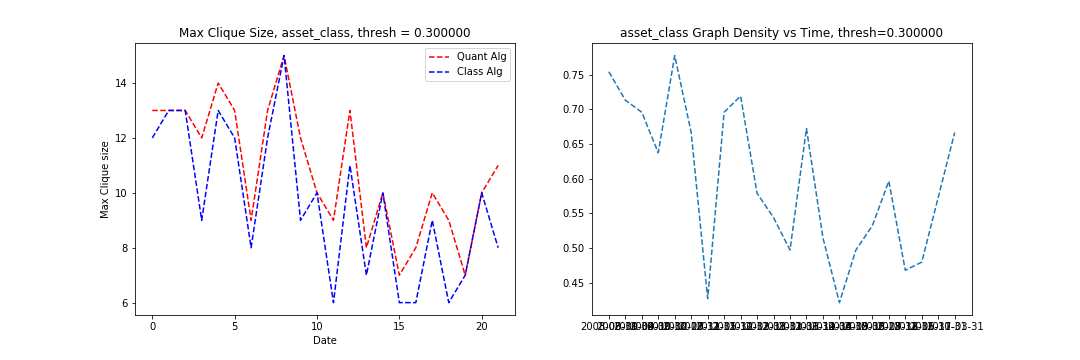 Max Clique Size, asset_class, thresh = 0.300000
Quant Alg
Class Alg
Max Clique size
14
12
10
8
6
0
5
10
15
20
Date
asset_class Graph Density vs Time, thresh=0.300000
0.75
0.70
0.65
0.60
0.55
0.50
0.45